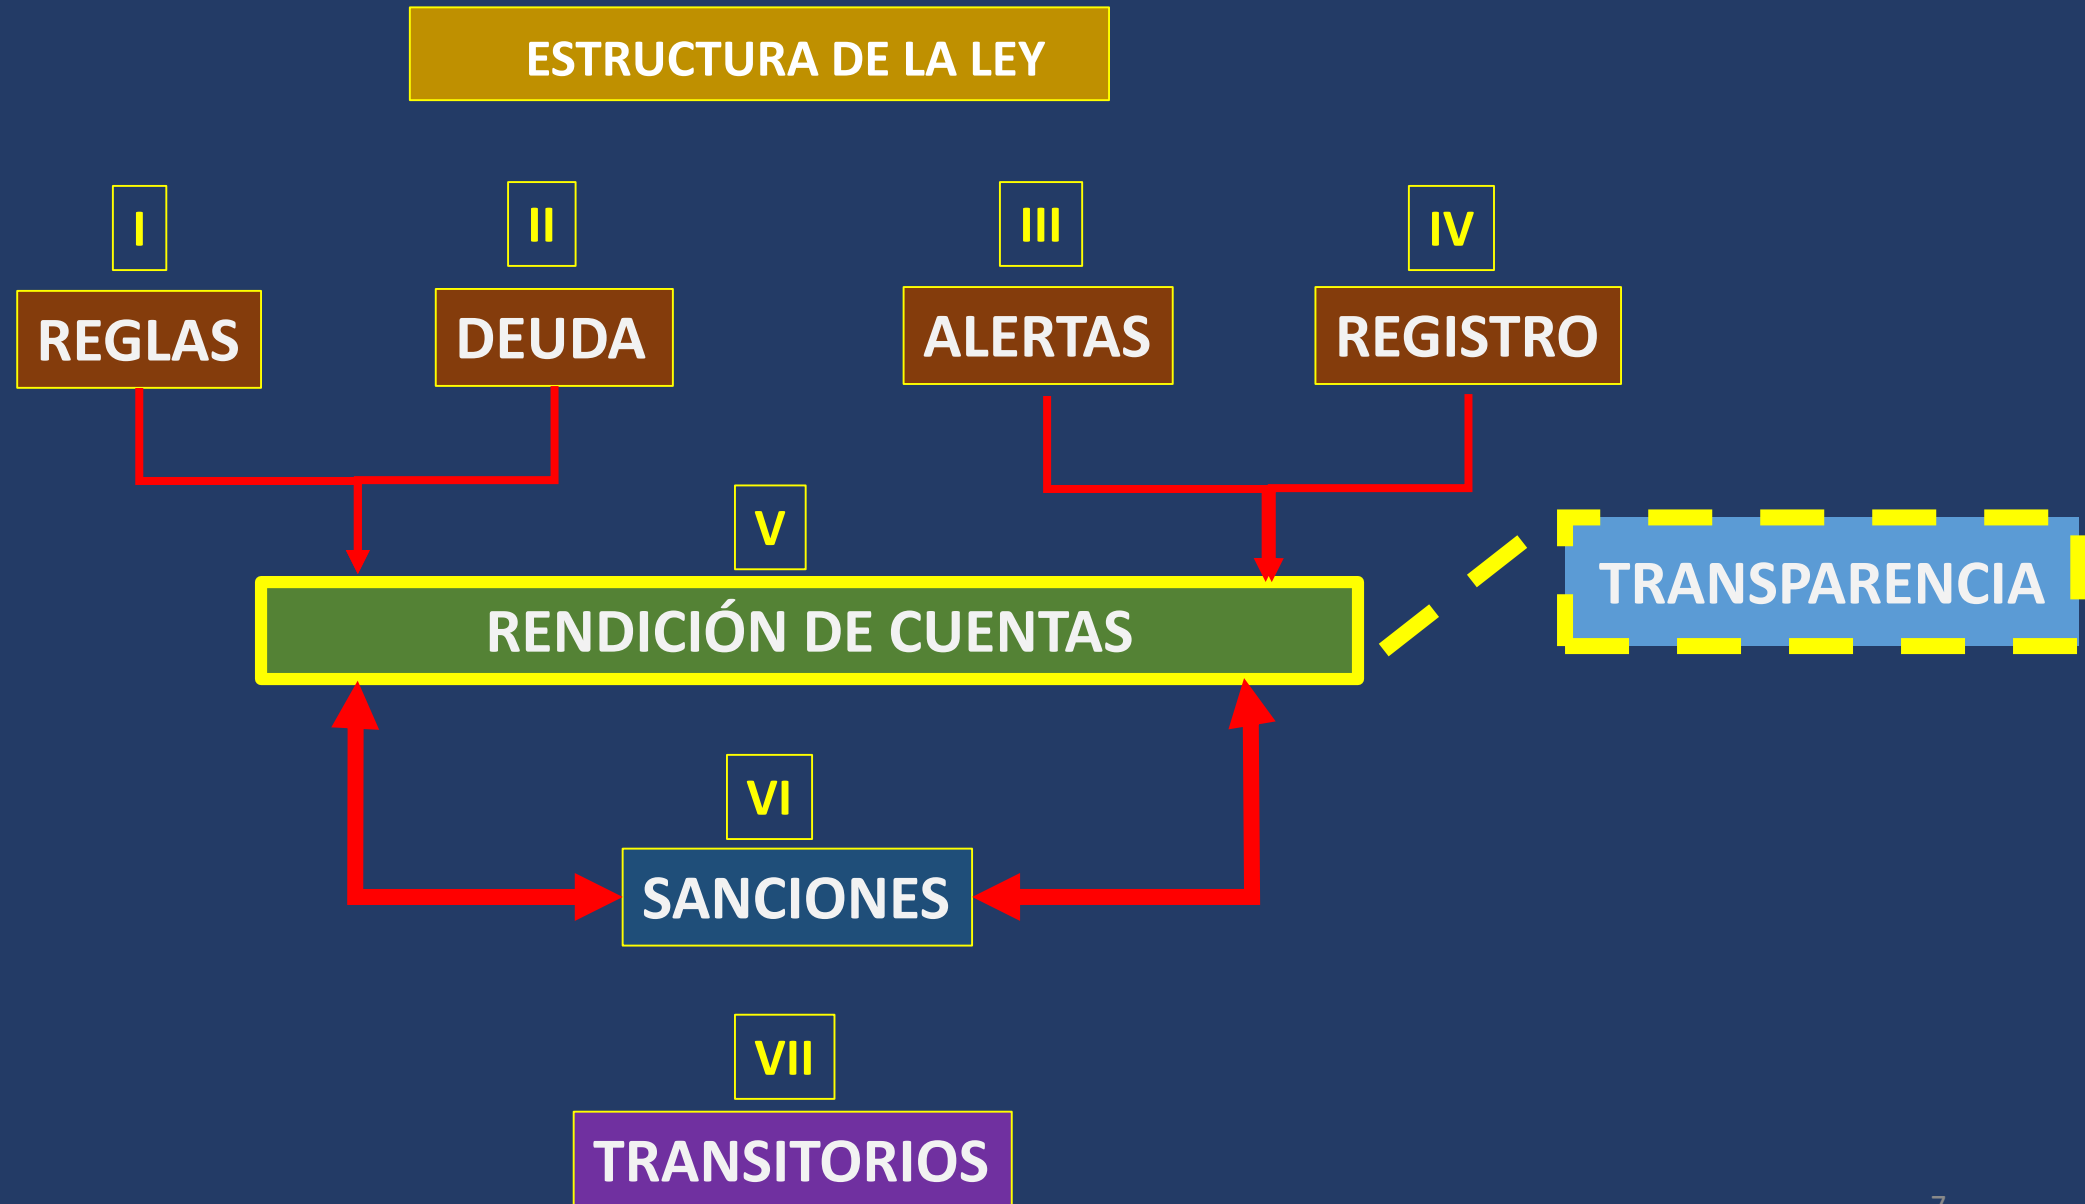 ESTRUCTURA DE LA LEY
I
II
III
IV
REGLAS
DEUDA
ALERTAS
REGISTRO
V
RENDICIÓN DE CUENTAS
TRANSPARENCIA
VI
SANCIONES
VII
TRANSITORIOS
7